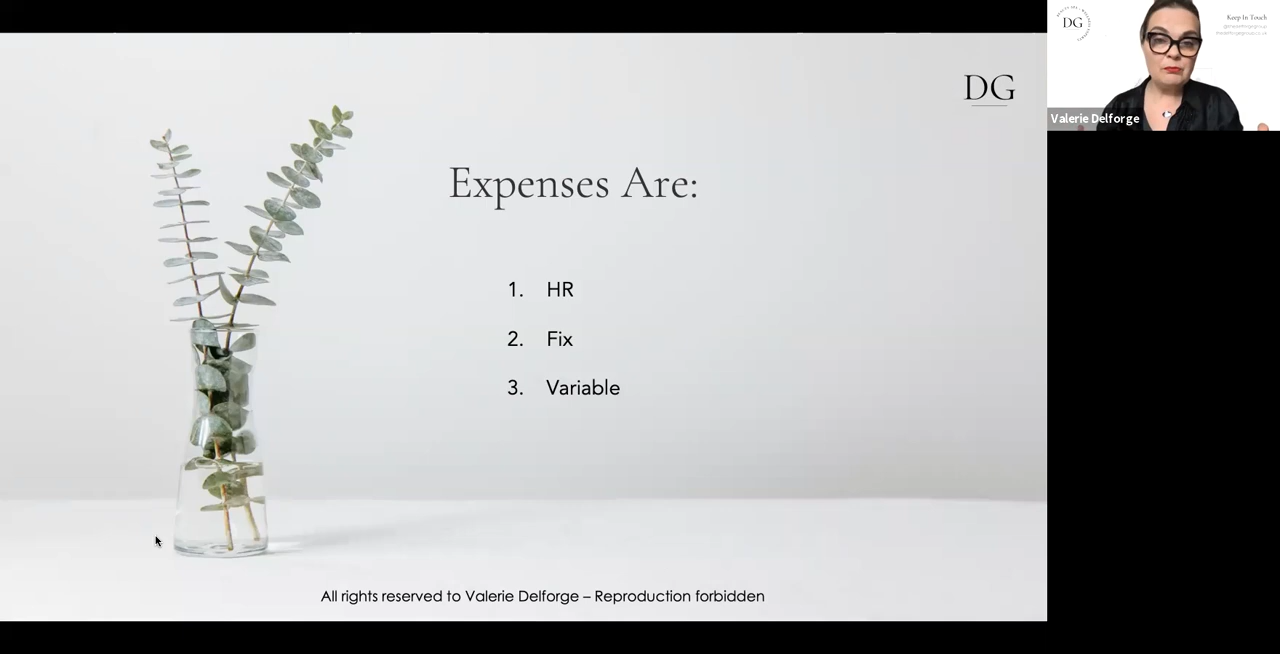 DG
Expenses Are:
1. HR
2. Fix
3. Variable
All rights reserved to Valerie Delforge – Reproduction forbidden
DG
Keep In Touch
Valerie Delforge